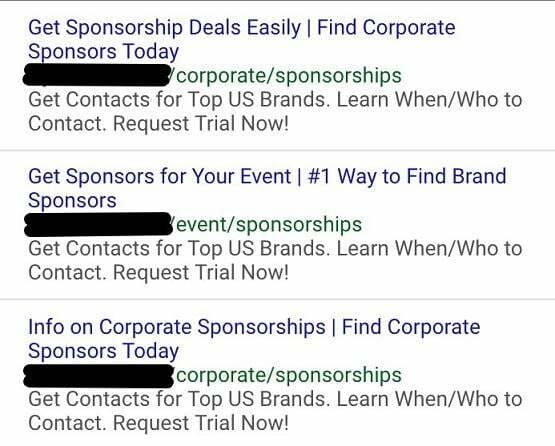 Get Sponsorship Deals Easily | Find Corporate
Sponsors Today
/corporate/sponsorships
Get Contacts for Top US Brands. Learn When/Who to
Contact. Request Trial Now!
Get Sponsors for Your Event | #1 Way to Find Brand
Sponsors
/event/sponsorships
Get Contacts for Top US Brands. Learn When/Who to
Contact. Request Trial Now!
Info on Corporate Sponsorships | Find Corporate
Sponsors Today
/corporate/sponsorships
Get Contacts for Top US Brands. Learn When/Who to
Contact. Request Trial Now!